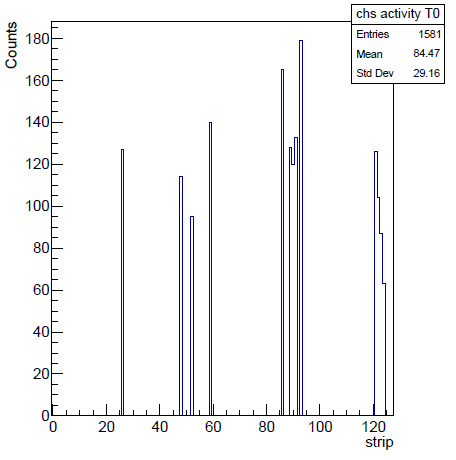 chs activity T0
Entries 1581
Mean 84.47
Std Dev 29.16
Counts
180
160
140
120
100
80
60
40
20
0
0 20 40 60 80 100 120
strip